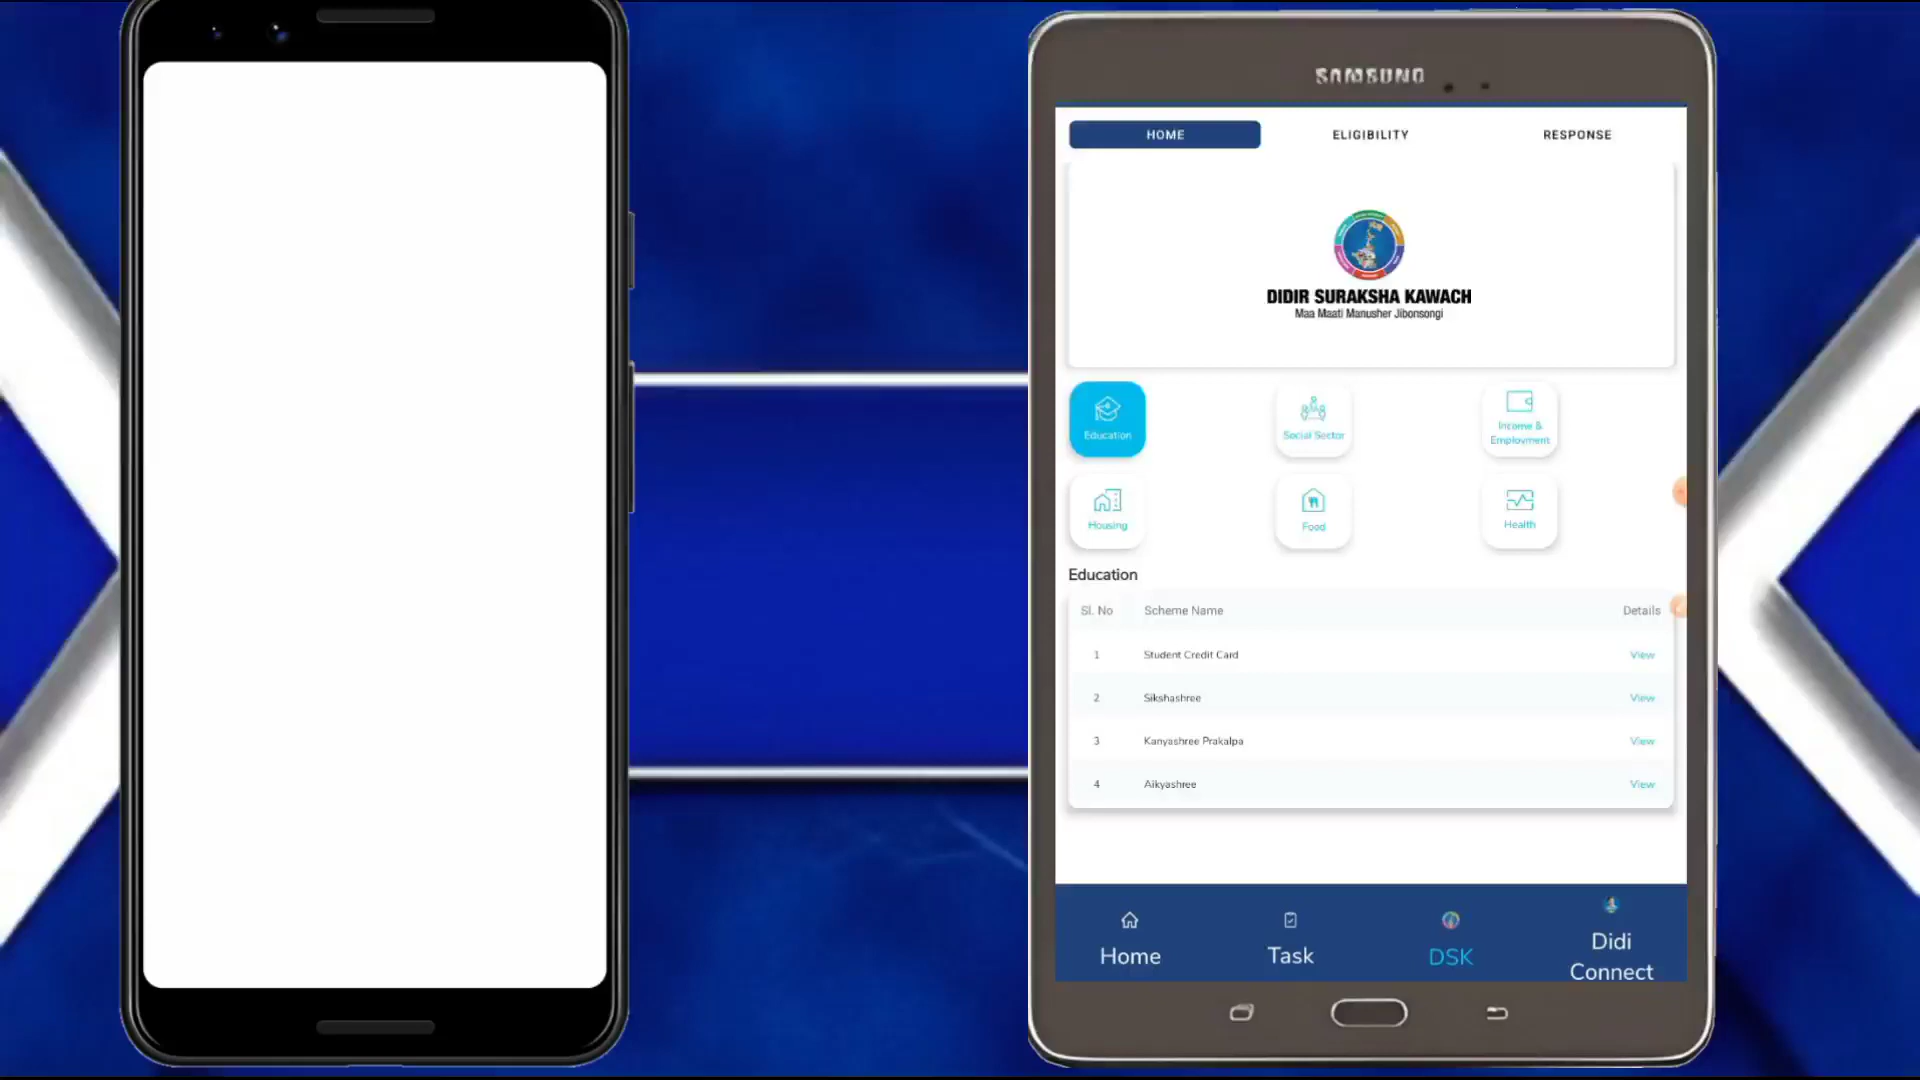 SAMSUNG
HOME
ELIGIBILITY
RESPONSE
DIDIR SURAKSHA KAWACH
Maa Maati Manusher Jibonsongi
Education
Social Sector
Income &
Employment
Housing
Food
Health
Education
Sl. No
Scheme Name
Details
1
Student Credit Card
View
2
Sikshashree
View
3
Kanyashree Prakalpa
View
4
Aikyashree
View
Home
Task
DSK
Didi
Connect